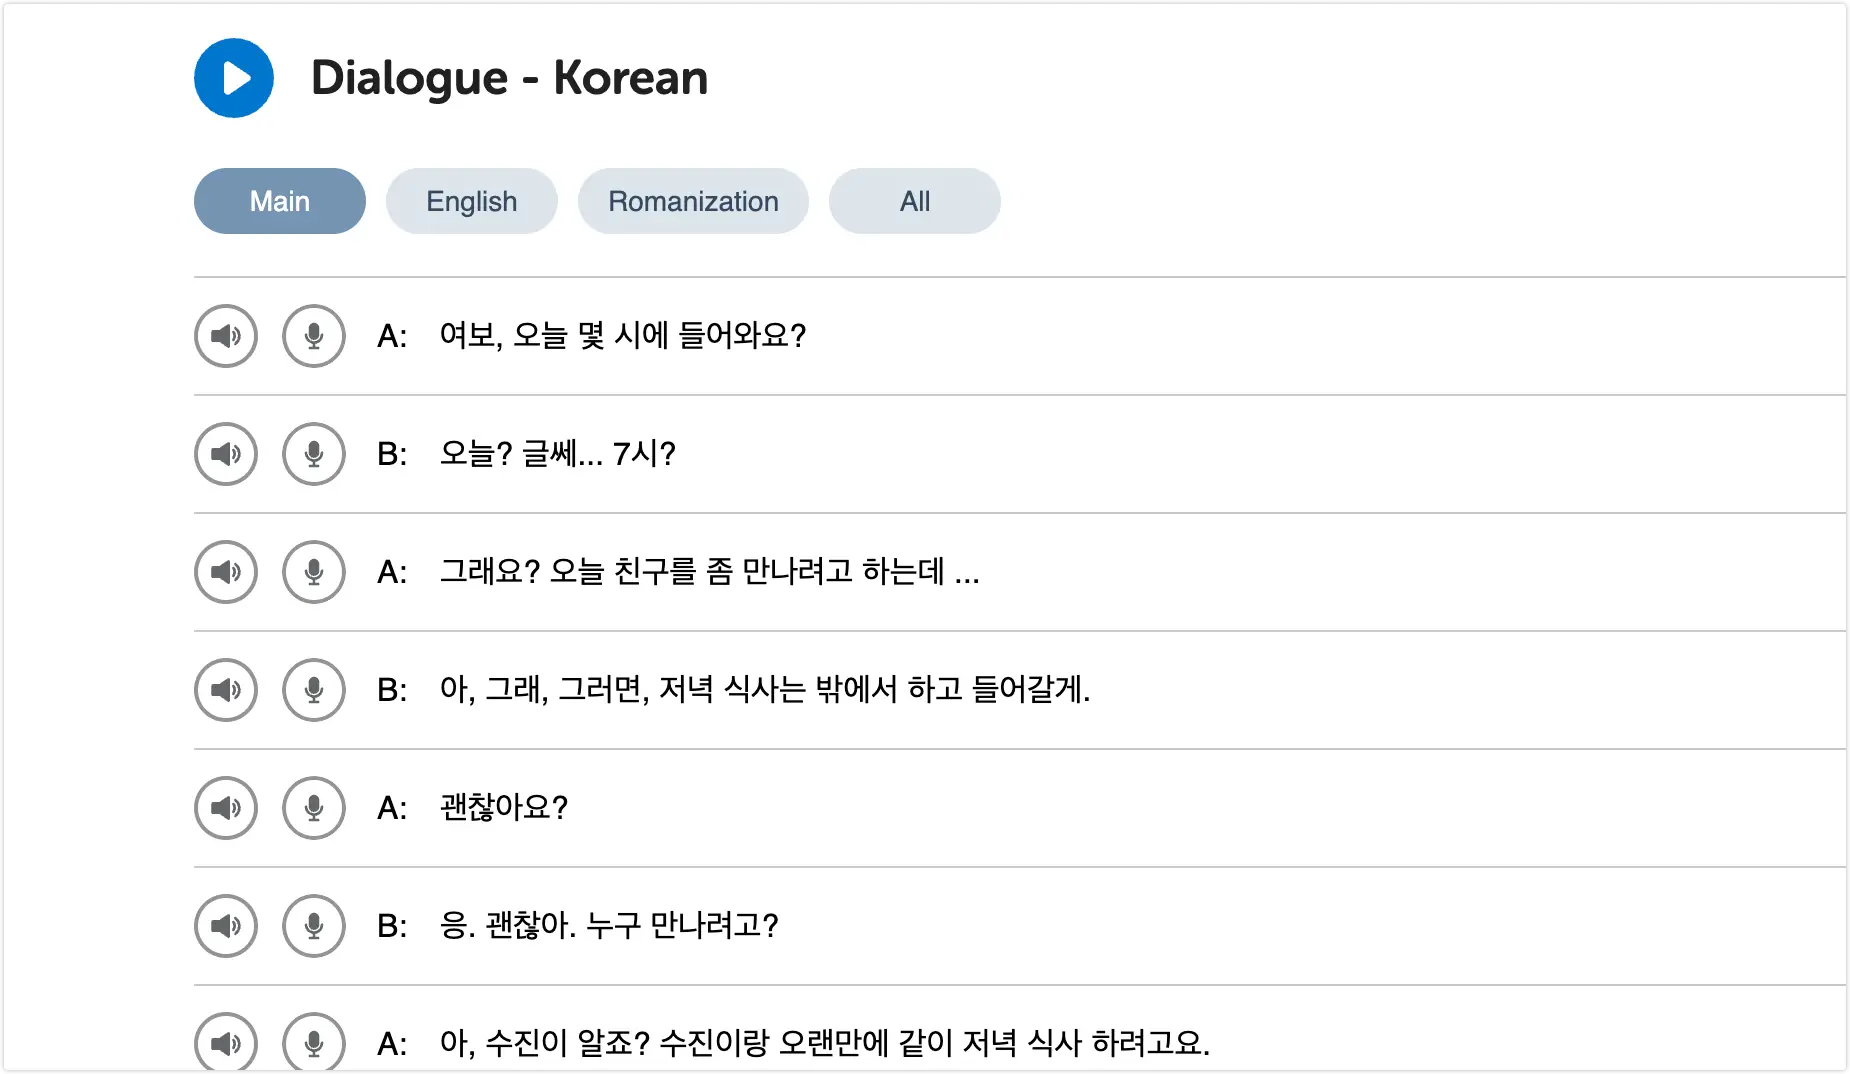 Dialogue - Korean
Main English Romanization All
A: 여보, 오늘 몇 시에 들어와요?
B: 오늘? 글쎄... 7시?
A: 그래요? 오늘 친구를 좀 만나려고 하는데 ...
B: 아, 그래, 그러면, 저녁 식사는 밖에서 하고 들어갈게.
A: 괜찮아요?
B: 응. 괜찮아. 누구 만나려고?
A: 아, 수진이 알죠? 수진이랑 오랜만에 같이 저녁 식사 하려고요.